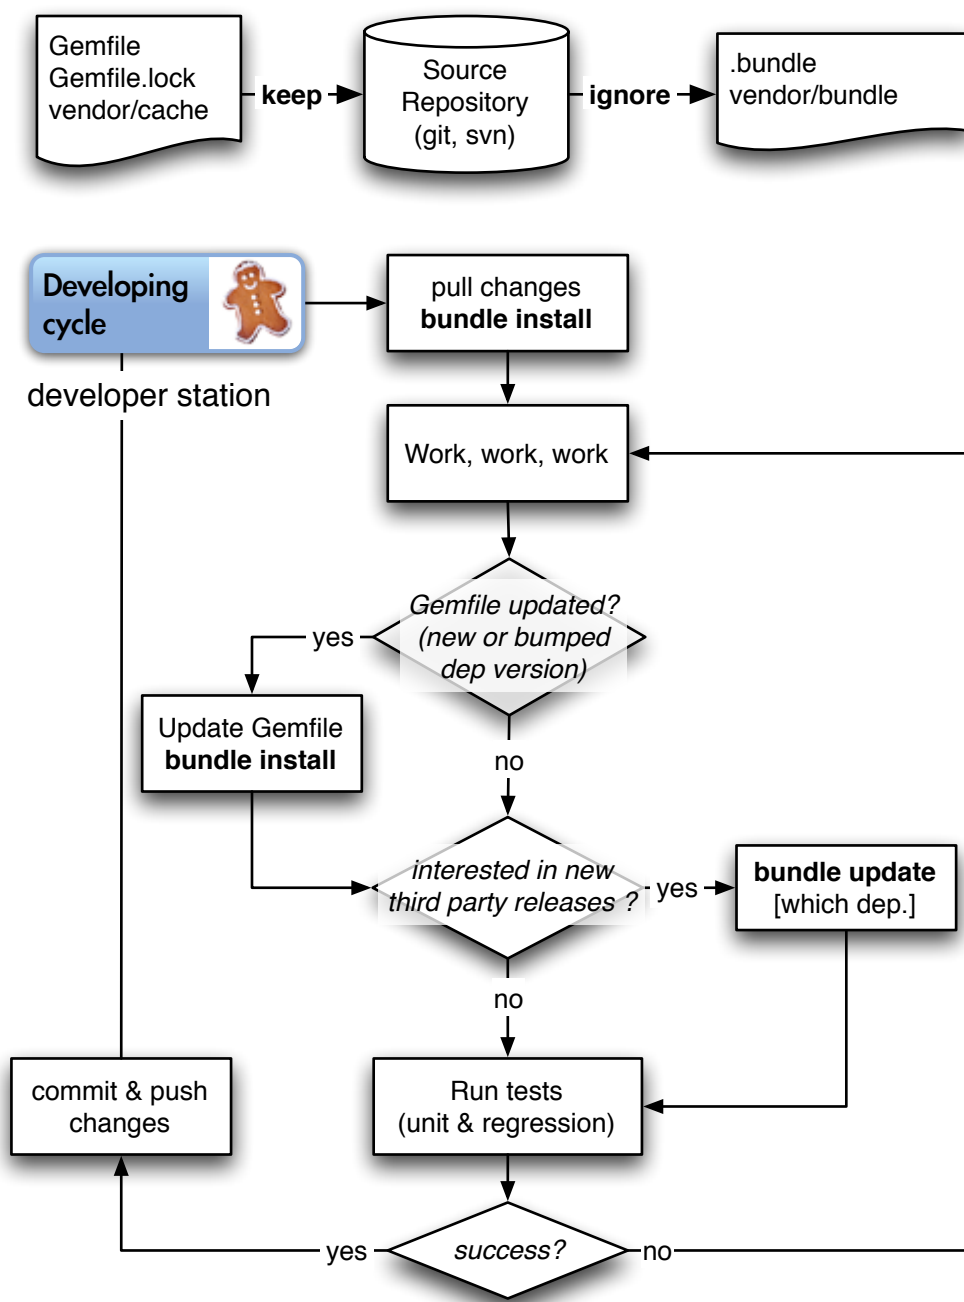 Gemfile
Gemfile.lock
vendor/cache
keep
Source
Repository
(git, svn)
ignore
.bundle
vendor/bundle
Developing
cycle
developer station
pull changes
bundle install
Work, work, work
Gemfile updated?
(new or bumped
dep version)
yes
Update Gemfile
bundle install
no
interested in new
third party releases ?
yes
bundle update
[which dep.]
no
commit & push
changes
Run tests
(unit & regression)
yes
success?
no